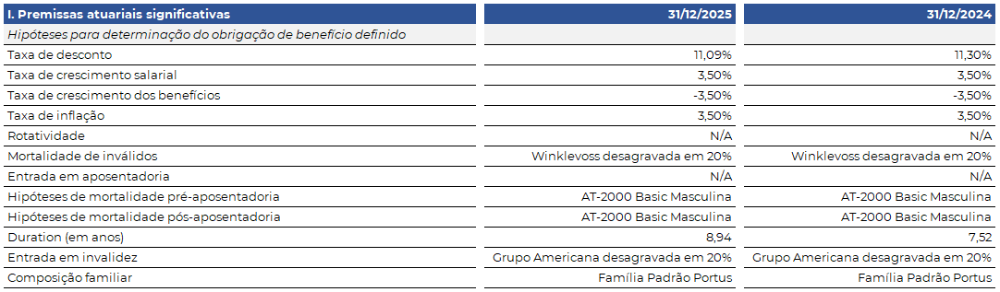 I. Premissas atuariais significativas 31/12/2025 31/12/2024
Hipóteses para determinação do obrigação de benefício definido
Taxa de desconto 11,09% 11,30%
Taxa de crescimento salarial 3,50% 3,50%
Taxa de crescimento dos benefícios -3,50% -3,50%
Taxa de inflação 3,50% 3,50%
Rotatividade N/A N/A
Mortalidade de inválidos Winklevoss desagravada em 20% Winklevoss desagravada em 20%
Entrada em aposentadoria N/A N/A
Hipóteses de mortalidade pré-aposentadoria AT-2000 Basic Masculina AT-2000 Basic Masculina
Hipóteses de mortalidade pós-aposentadoria AT-2000 Basic Masculina AT-2000 Basic Masculina
Duration (em anos) 8,94 7,52
Entrada em invalidez Grupo Americana desagravada em 20% Grupo Americana desagravada em 20%
Composição familiar Família Padrão Portus Família Padrão Portus